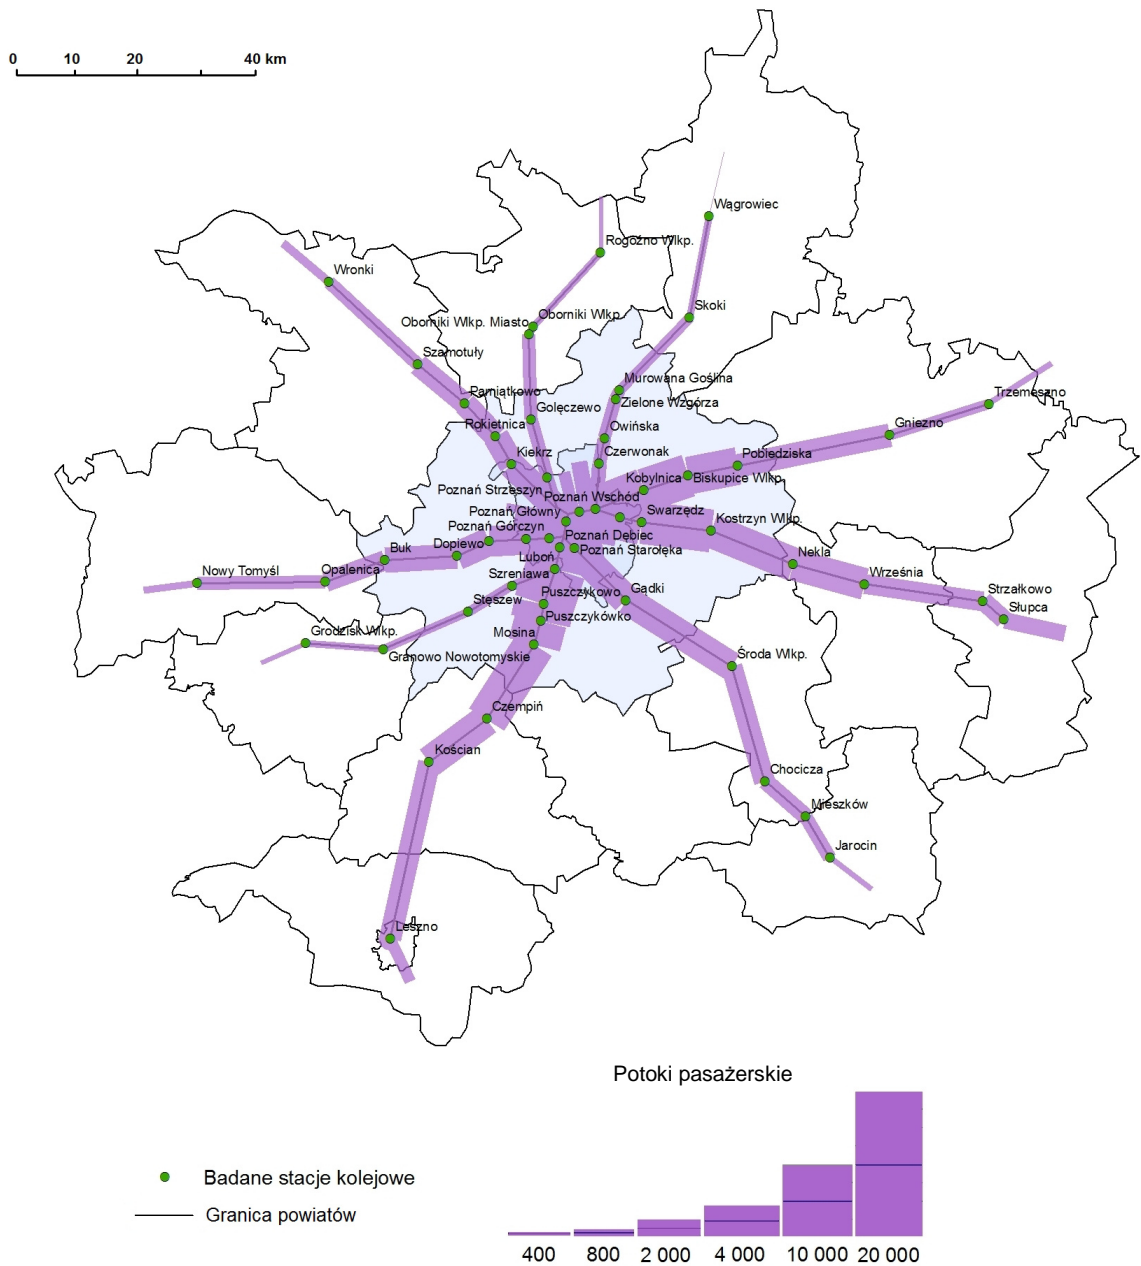 0 10 20 40 km
Wągrowiec
Rogoźno Wlkp.
Wronki
Skoki
Oborniki Wlkp.
Oborniki Wlkp. Miasto
Szamotuły
Murowana Goślina
Trzemeszno
Pamiątkowo
Zielone Wzgórza
Gołęczewo
Rokietnica
Gniezno
Owińska
Kiekrz
Czerwonak
Pobiedziska
Kobylnica
Biskupice Wlkp.
Poznań Strzeszyn
Poznań Wschód
Poznań Główny
Swarzędz
Kostrzyn Wlkp.
Poznań Górczyn
Poznań Dębiec
Dopiewo
Buk
Poznań Starołęka
Luboń
Nekla
Nowy Tomyśl
Opalenica
Szreniawa
Września
Gądki
Strzałkowo
Puszczykowo
Stęszew
Słupca
Puszczykówko
Mosina
Grodzisk Wlkp.
Granowo Nowotomyskie
Środa Wlkp.
Czempiń
Kościan
Chocicza
Mieszków
Jarocin
Leszno
Potoki pasażerskie
Badane stacje kolejowe
Granica powiatów
400 800 2 000 4 000 10 000 20 000